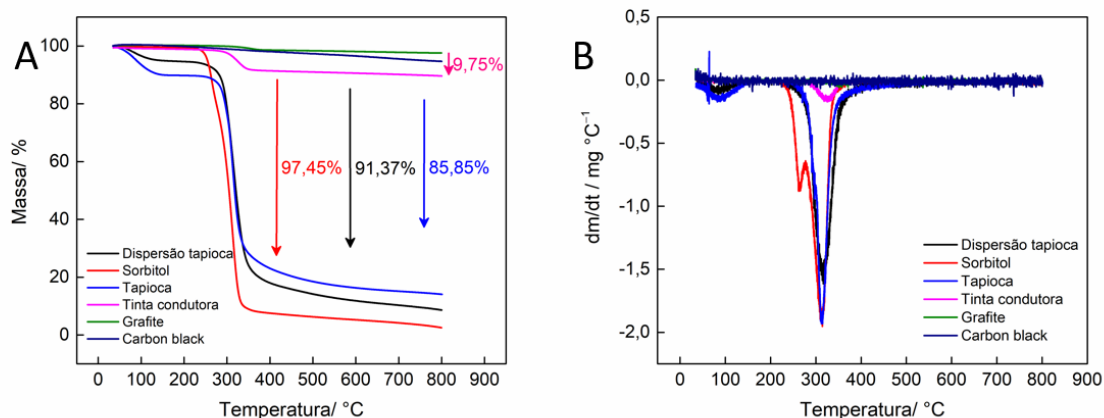 A
100
80
60
40
20
0
Massa/ %
9,75%
97,45%
91,37%
85,85%
Dispersão tapioca
Sorbitol
Tapioca
Tinta condutora
Grafite
Carbon black
0 100 200 300 400 500 600 700 800 900
Temperatura/ °C
B
0,5
0,0
-0,5
-1,0
-1,5
-2,0
dm/dt / mg °C⁻¹
Dispersão tapioca
Sorbitol
Tapioca
Tinta condutora
Grafite
Carbon black
0 100 200 300 400 500 600 700 800 900
Temperatura/ °C